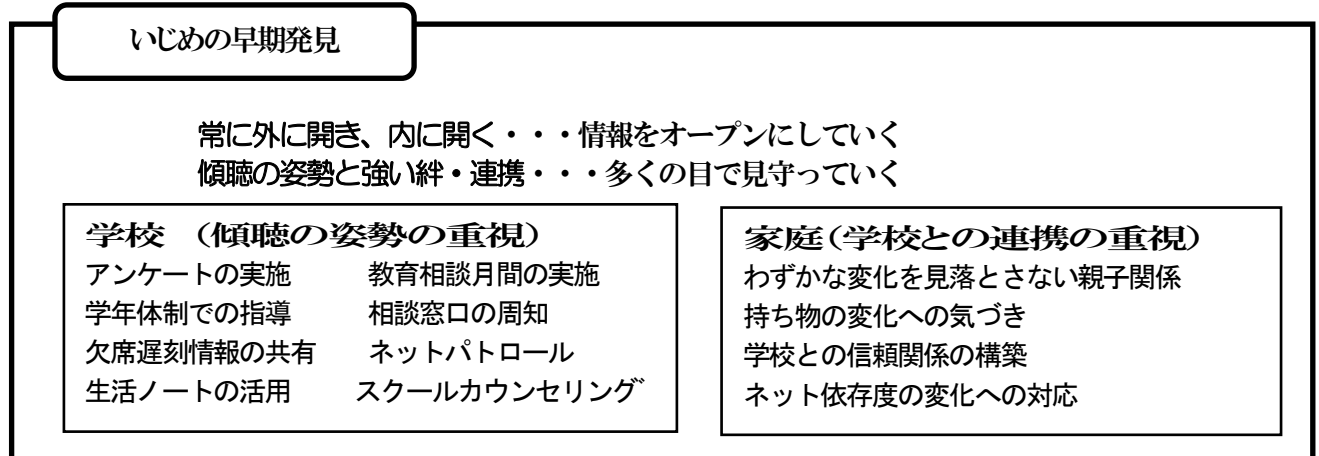 いじめの早期発見
常に外に開き、内に開く・・・情報をオープンにしていく
傾聴の姿勢と強い絆・連携・・・多くの目で見守っていく
学校 (傾聴の姿勢の重視)
アンケートの実施 教育相談月間の実施
学年体制での指導 相談窓口の周知
欠席遅刻情報の共有 ネットパトロール
生活ノートの活用 スクールカウンセリング
家庭(学校との連携の重視)
わずかな変化を見落とさない親子関係
持ち物の変化への気づき
学校との信頼関係の構築
ネット依存度の変化への対応